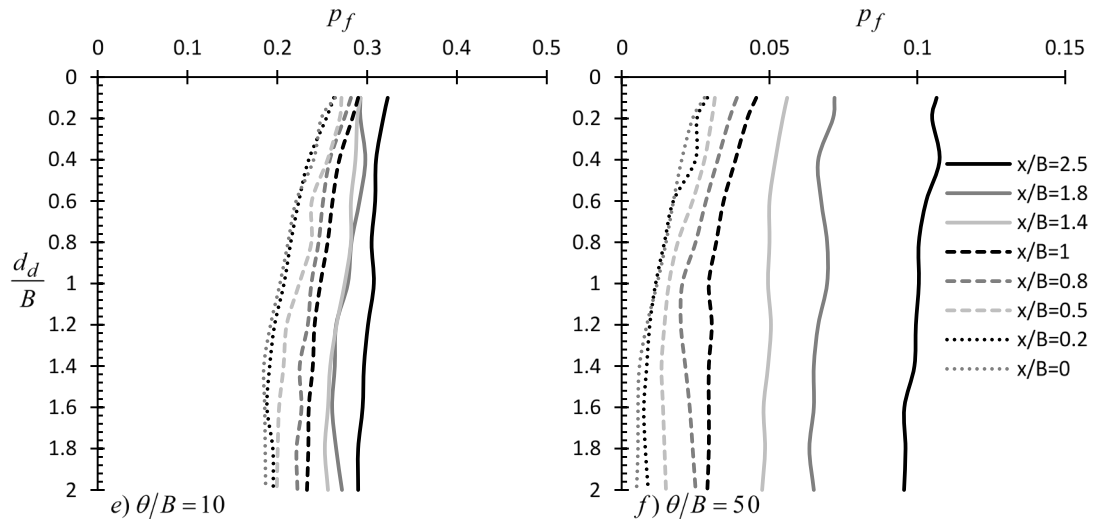 p_f
0 0.1 0.2 0.3 0.4 0.5
0
0.2
0.4
0.6
0.8
1
1.2
1.4
1.6
1.8
2
d_d
B
e) θ/B = 10
p_f
0 0.05 0.1 0.15
0
0.2
0.4
0.6
0.8
1
1.2
1.4
1.6
1.8
2
f) θ/B = 50
x/B=2.5
x/B=1.8
x/B=1.4
x/B=1
x/B=0.8
x/B=0.5
x/B=0.2
x/B=0